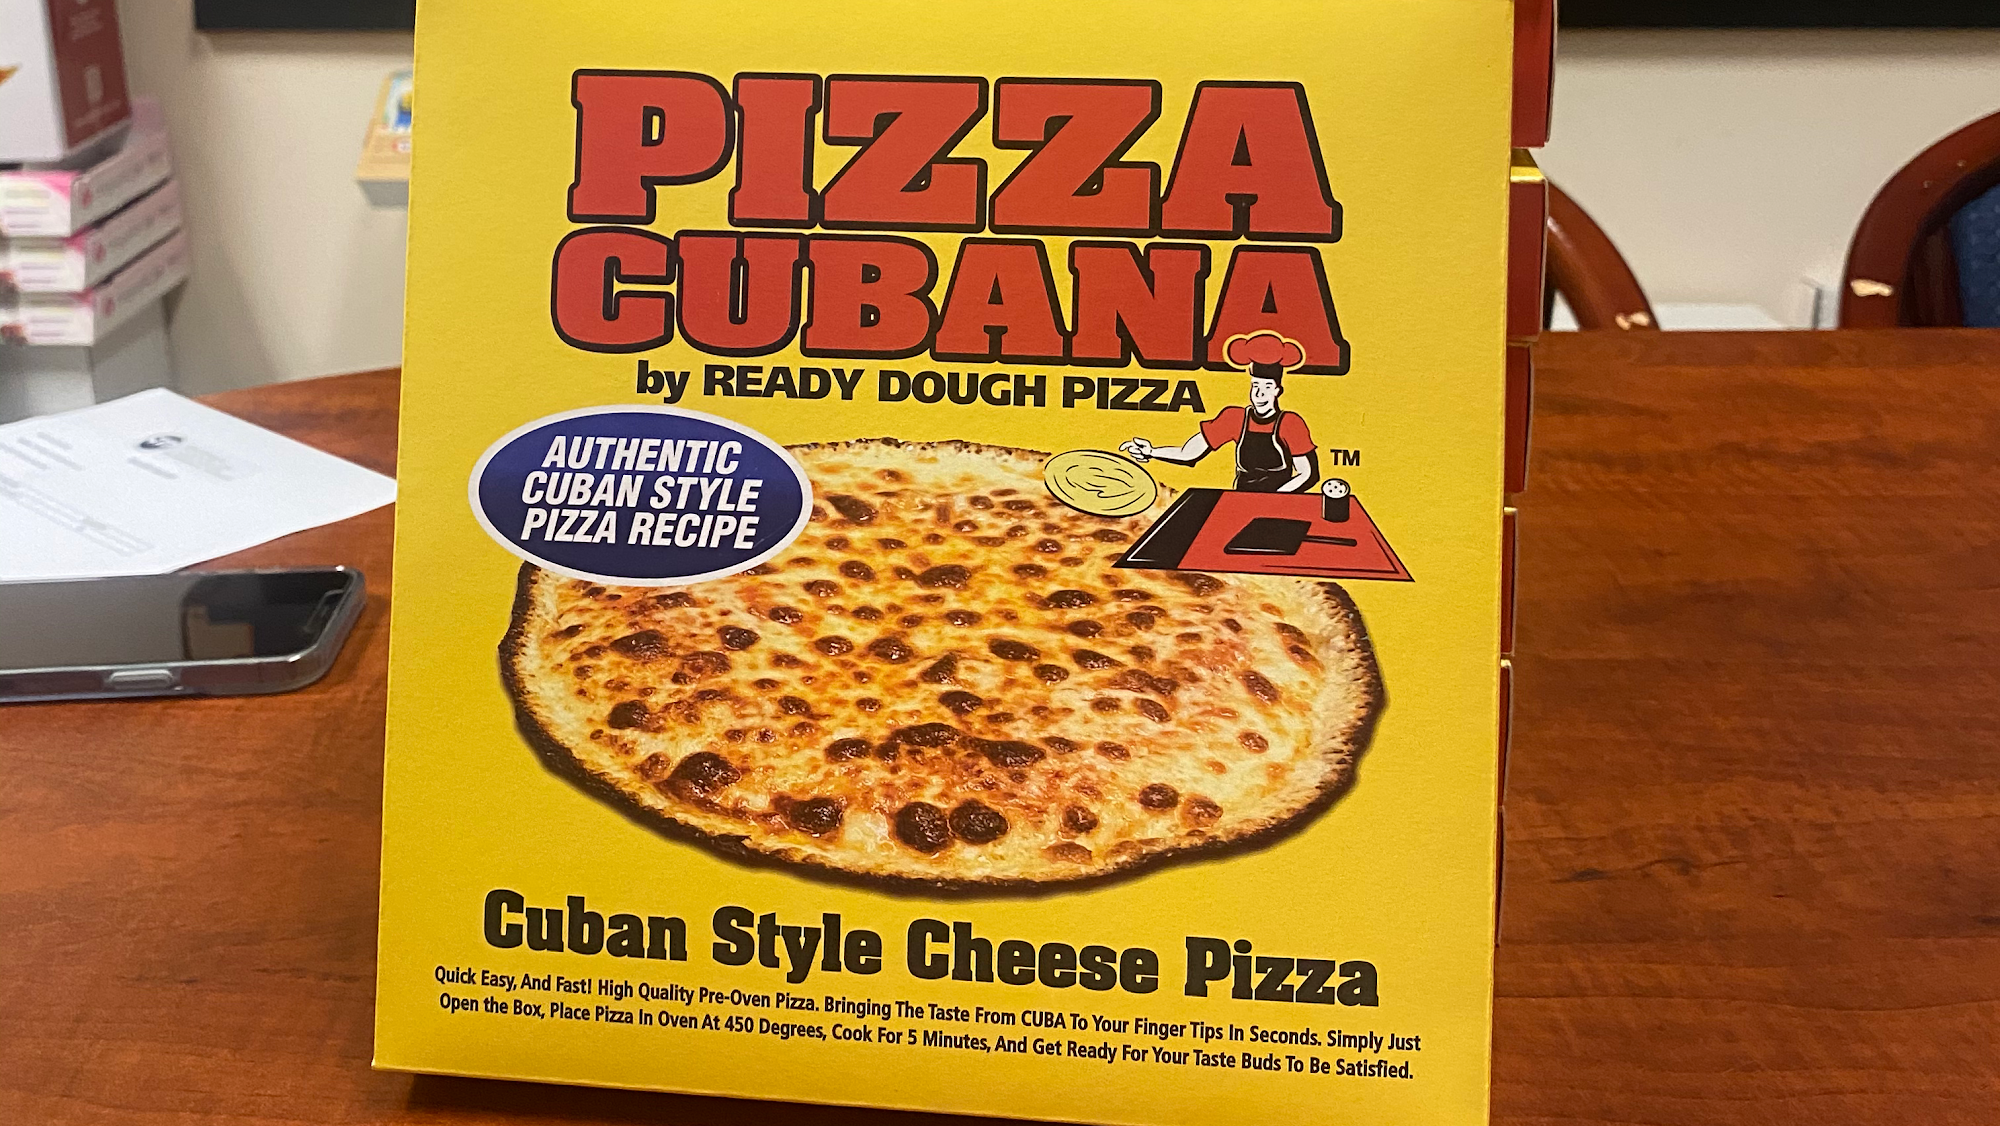 PIZZA
CUBANA
by READY DOUGH PIZZA
TM
AUTHENTIC
CUBAN STYLE
PIZZA RECIPE
Cuban Style Cheese Pizza
Quick Easy, And Fast! High Quality Pre-Oven Pizza. Bringing The Taste From CUBA To Your Finger Tips In Seconds. Simply Just
Open the Box, Place Pizza In Oven At 450 Degrees, Cook For 5 Minutes, And Get Ready For Your Taste Buds To Be Satisfied.